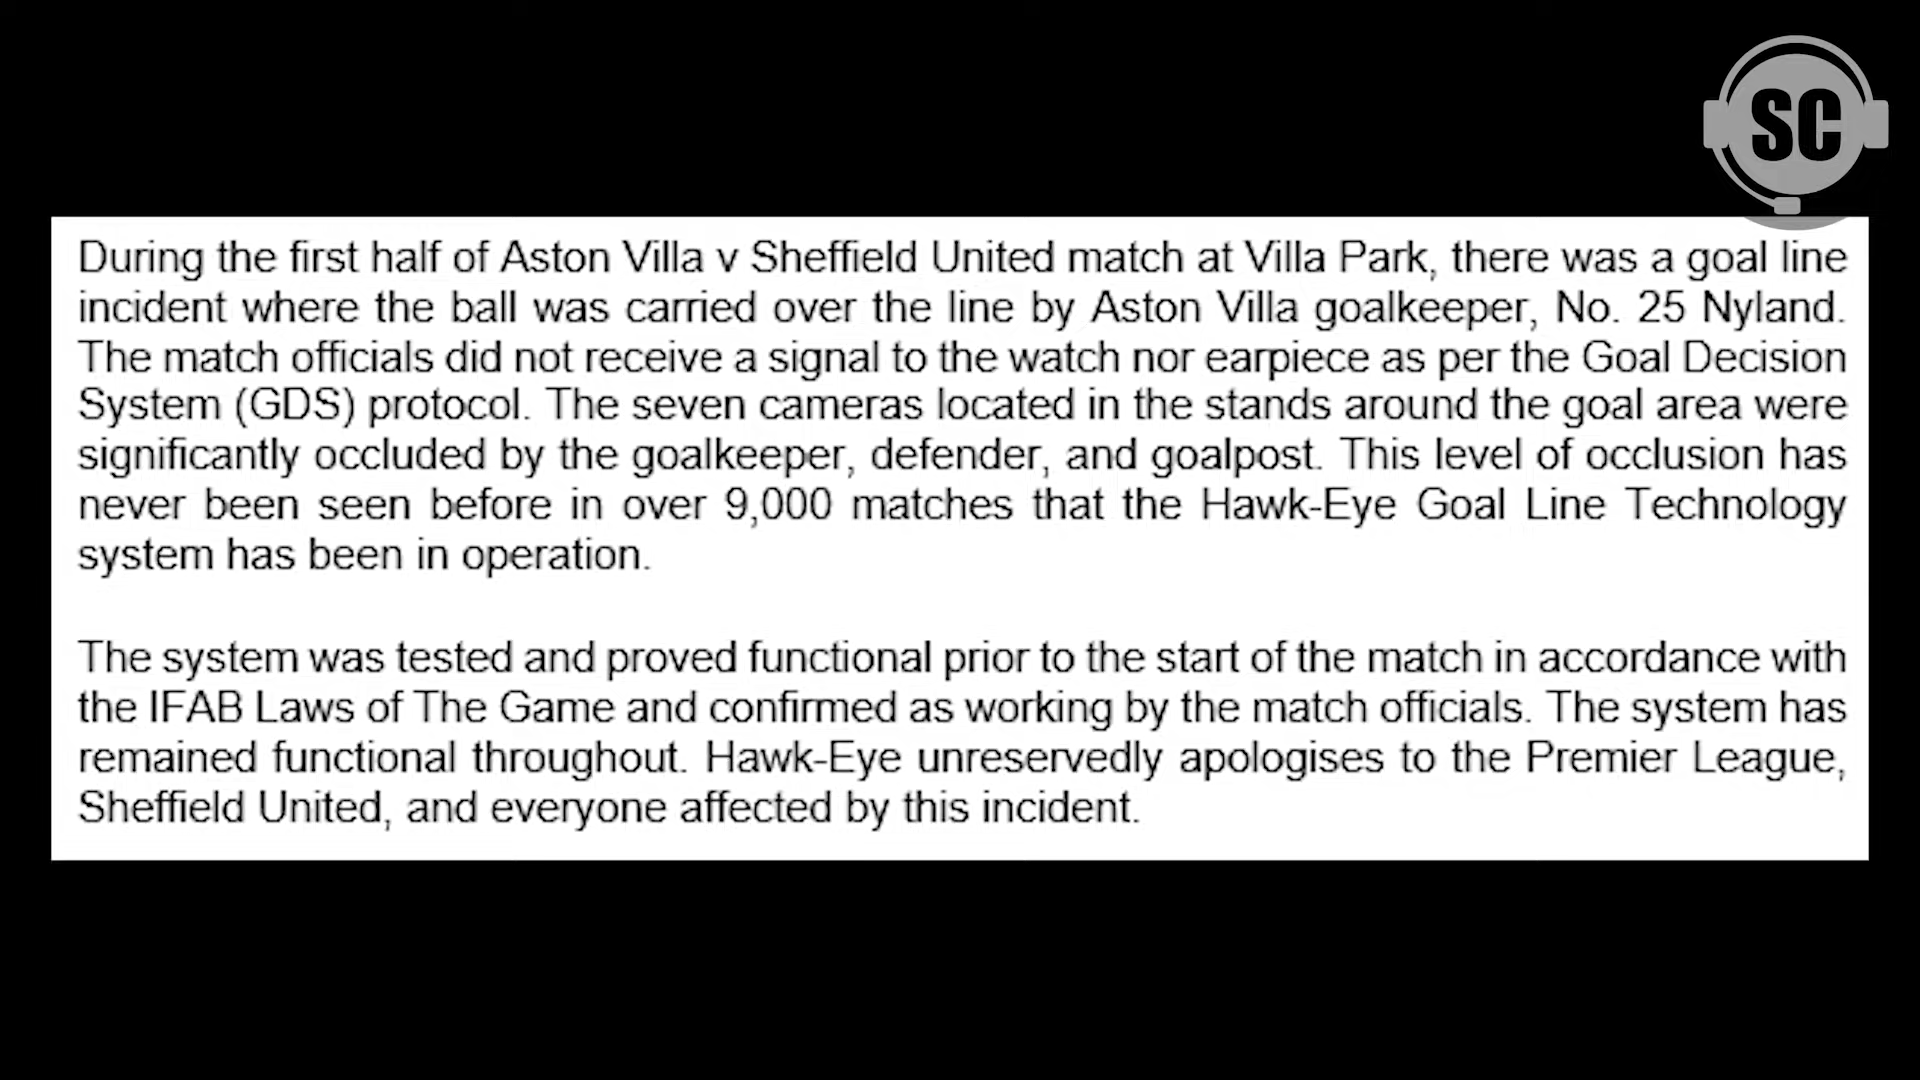 SC
During the first half of Aston Villa v Sheffield United match at Villa Park, there was a goal line
incident where the ball was carried over the line by Aston Villa goalkeeper, No. 25 Nyland.
The match officials did not receive a signal to the watch nor earpiece as per the Goal Decision
System (GDS) protocol. The seven cameras located in the stands around the goal area were
significantly occluded by the goalkeeper, defender, and goalpost. This level of occlusion has
never been seen before in over 9,000 matches that the Hawk-Eye Goal Line Technology
system has been in operation.
The system was tested and proved functional prior to the start of the match in accordance with
the IFAB Laws of The Game and confirmed as working by the match officials. The system has
remained functional throughout. Hawk-Eye unreservedly apologises to the Premier League,
Sheffield United, and everyone affected by this incident.